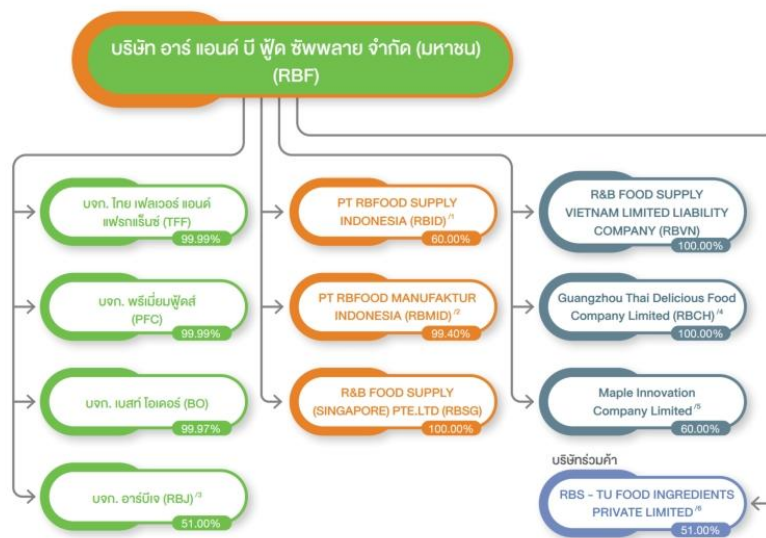 บริษัท อาร์ แอนด์ บี ฟู้ด ซัพพลาย จำกัด (มหาชน)
(RBF)
บจก. ไทย เฟลเวอร์ แอนด์
แฟรกแร็นซ์ (TFF)
99.99%
บจก. พรีเมี่ยมฟู้ดส์
(PFC)
99.99%
บจก. เบสท์ โอเดอร์ (BO)
99.97%
บจก. อาร์บีเจ (RBJ) /3
51.00%
PT RBFOOD SUPPLY
INDONESIA (RBID) /1
60.00%
PT RBFOOD MANUFAKTUR
INDONESIA (RBMID) /2
99.40%
R&B FOOD SUPPLY
(SINGAPORE) PTE.LTD (RBSG)
100.00%
R&B FOOD SUPPLY
VIETNAM LIMITED LIABILITY
COMPANY (RBVN)
100.00%
Guangzhou Thai Delicious Food
Company Limited (RBCH) /4
100.00%
Maple Innovation
Company Limited /5
60.00%
บริษัทร่วมค้า
RBS - TU FOOD INGREDIENTS
PRIVATE LIMITED /6
51.00%